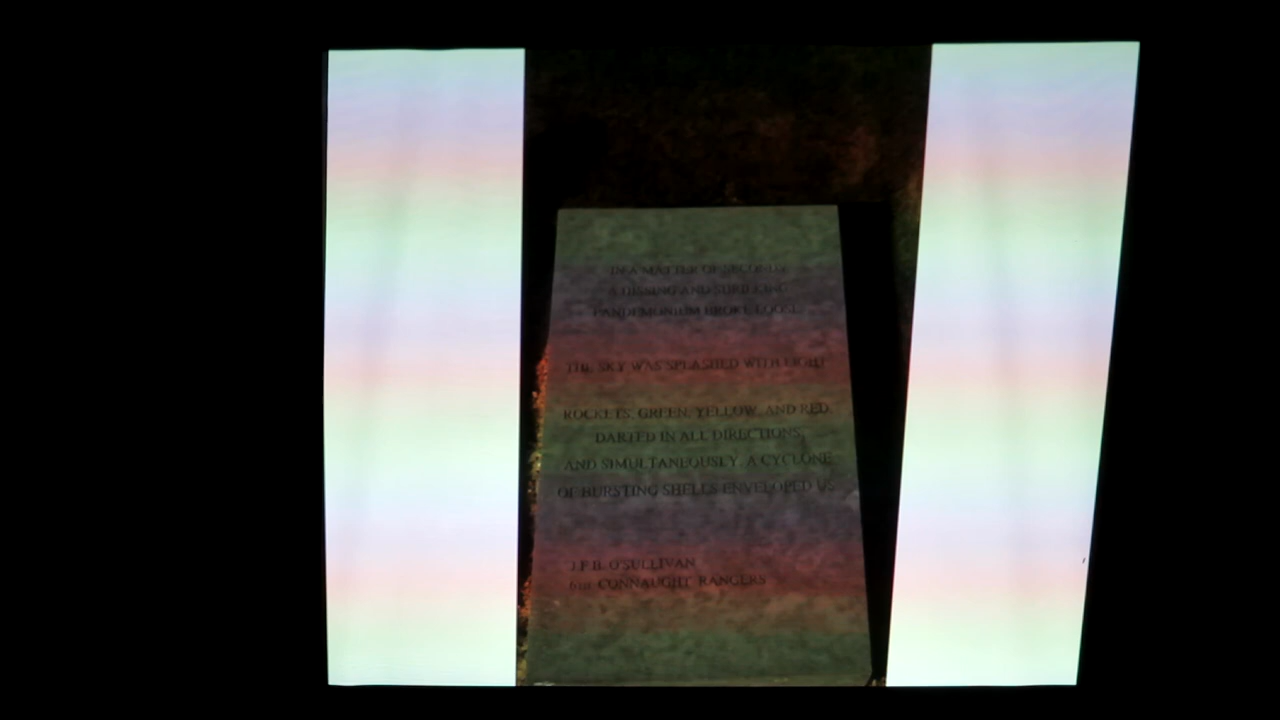 IN A MATTER OF SECONDS
A HISSING AND SHRIEKING
PANDEMONIUM BROKE LOOSE
THE SKY WAS SPLASHED WITH LIGHT
ROCKETS, GREEN, YELLOW, AND RED
DARTED IN ALL DIRECTIONS,
AND SIMULTANEOUSLY, A CYCLONE
OF BURSTING SHELLS ENVELOPED US
J.F.B. O'SULLIVAN
6TH CONNAUGHT RANGERS